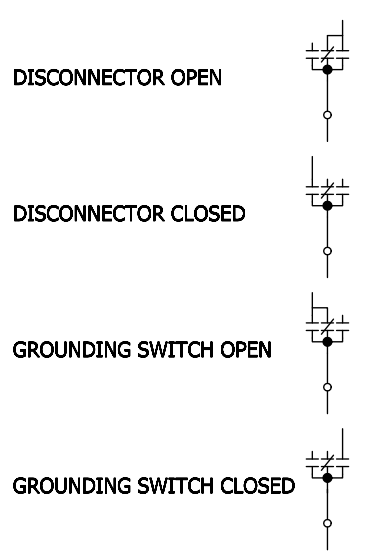 DISCONNECTOR OPEN
DISCONNECTOR CLOSED
GROUNDING SWITCH OPEN
GROUNDING SWITCH CLOSED